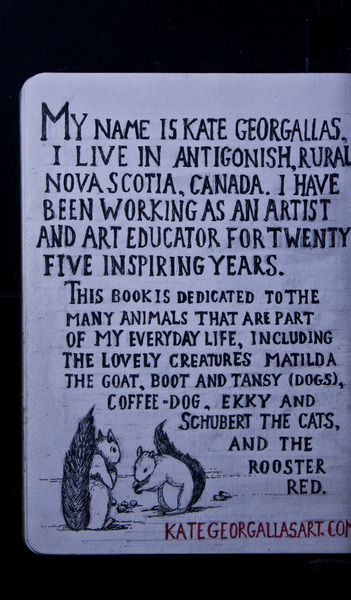 MY NAME IS KATE GEORGALLAS,
I LIVE IN ANTIGONISH, RURAL
NOVA SCOTIA, CANADA. I HAVE
BEEN WORKING AS AN ARTIST
AND ART EDUCATOR FOR TWENTY
FIVE INSPIRING YEARS.
THIS BOOK IS DEDICATED TO THE
MANY ANIMALS THAT ARE PART
OF MY EVERYDAY LIFE, INCLUDING
THE LOVELY CREATURES MATILDA
THE GOAT, BOOT AND TANSY (DOGS),
COFFEE-DOG, EKKY AND
SCHUBERT THE CATS,
AND THE
ROOSTER
RED.
KATEGEORGALLASART.COM